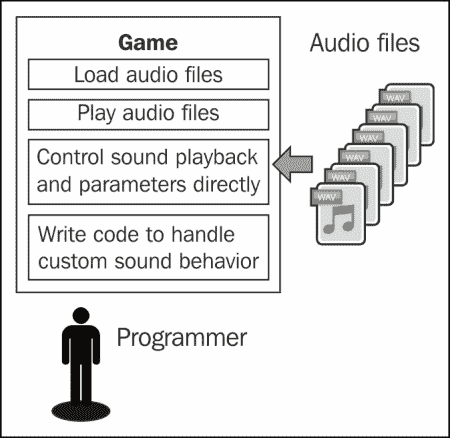 Game
Load audio files
Play audio files
Control sound playback
and parameters directly
Write code to handle
custom sound behavior
Audio files
WAV
WAV
WAV
WAV
WAV
WAV
Programmer